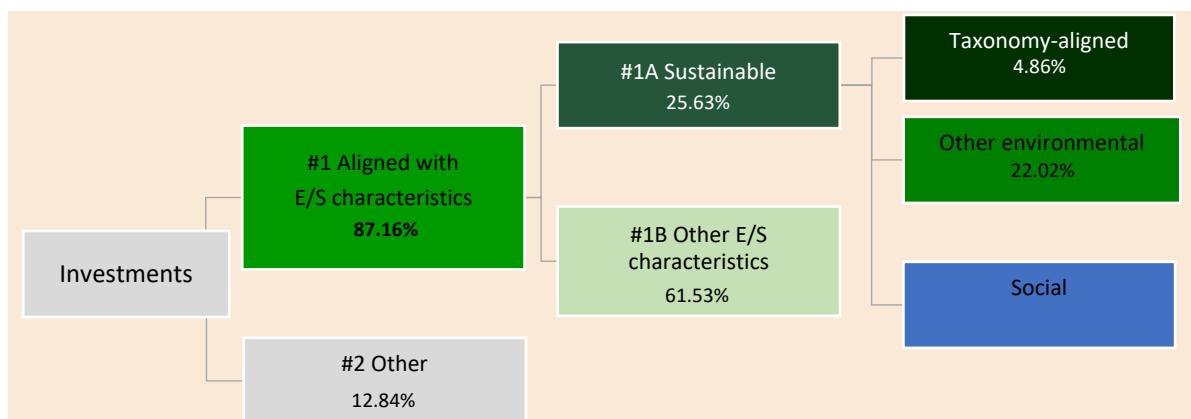 Investments
#1 Aligned with
E/S characteristics
87.16%
#2 Other
12.84%
#1A Sustainable
25.63%
#1B Other E/S
characteristics
61.53%
Taxonomy-aligned
4.86%
Other environmental
22.02%
Social